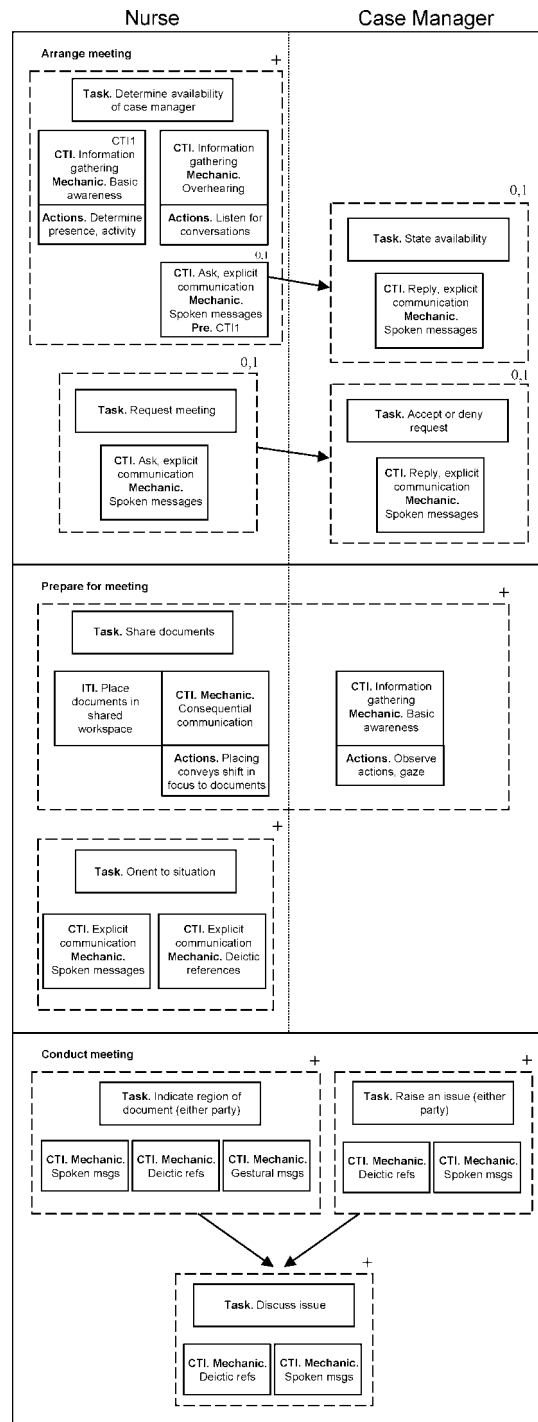 Nurse
Case Manager
Arrange meeting
+
Task. Determine availability
of case manager
CTI1
CTI. Information
gathering
Mechanic. Basic
awareness
Actions. Determine
presence, activity
CTI. Information
gathering
Mechanic.
Overhearing
Actions. Listen for
conversations
0,1
CTI. Ask, explicit
communication
Mechanic.
Spoken messages
Pre. CTI1
0,1
Task. State availability
CTI. Reply, explicit
communication
Mechanic.
Spoken messages
0,1
Task. Request meeting
CTI. Ask, explicit
communication
Mechanic.
Spoken messages
0,1
Task. Accept or deny
request
CTI. Reply, explicit
communication
Mechanic.
Spoken messages
Prepare for meeting
+
Task. Share documents
ITI. Place
documents in
shared
workspace
CTI. Mechanic.
Consequential
communication
Actions. Placing
conveys shift in
focus to documents
CTI. Information
gathering
Mechanic. Basic
awareness
Actions. Observe
actions, gaze
+
Task. Orient to situation
CTI. Explicit
communication
Mechanic.
Spoken messages
CTI. Explicit
communication
Mechanic. Deictic
references
Conduct meeting
+
Task. Indicate region of
document (either party)
CTI. Mechanic.
Spoken msgs
CTI. Mechanic.
Deictic refs
CTI. Mechanic.
Gestural msgs
+
Task. Raise an issue (either
party)
CTI. Mechanic.
Deictic refs
CTI. Mechanic.
Spoken msgs
+
Task. Discuss issue
CTI. Mechanic.
Deictic refs
CTI. Mechanic.
Spoken msgs